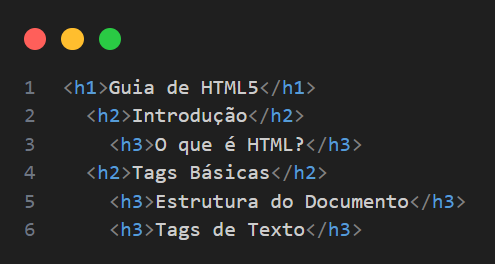 1 <h1>Guia de HTML5</h1>
2 <h2>Introdução</h2>
3 <h3>O que é HTML?</h3>
4 <h2>Tags Básicas</h2>
5 <h3>Estrutura do Documento</h3>
6 <h3>Tags de Texto</h3>